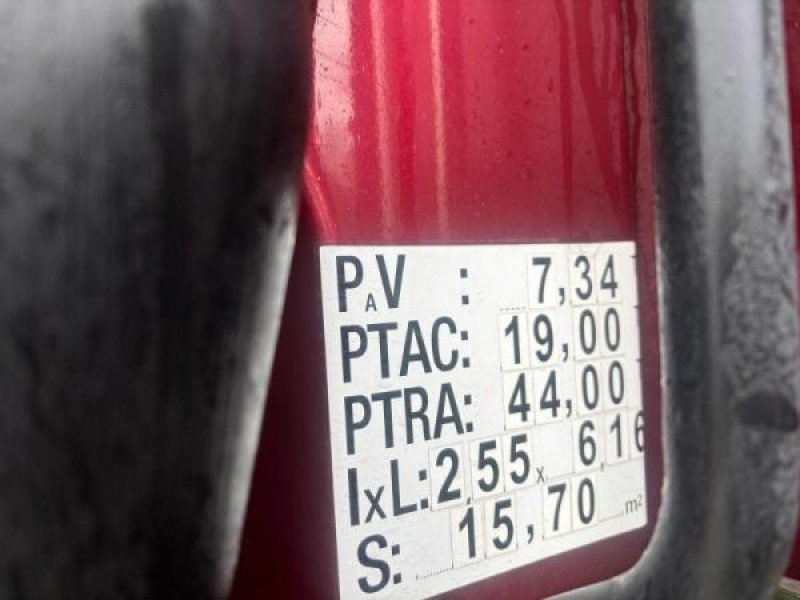 PAV : 7,34
PTAC: 19,00
PTRA: 44,00
IxL: 2,55 x 6,16
S: 15,70 m²